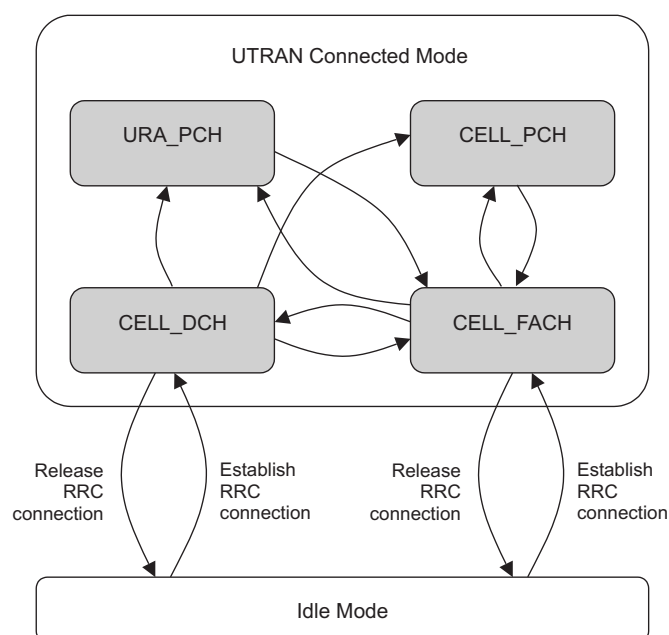 UTRAN Connected Mode
URA_PCH
CELL_PCH
CELL_DCH
CELL_FACH
Release
RRC
connection
Establish
RRC
connection
Release
RRC
connection
Establish
RRC
connection
Idle Mode